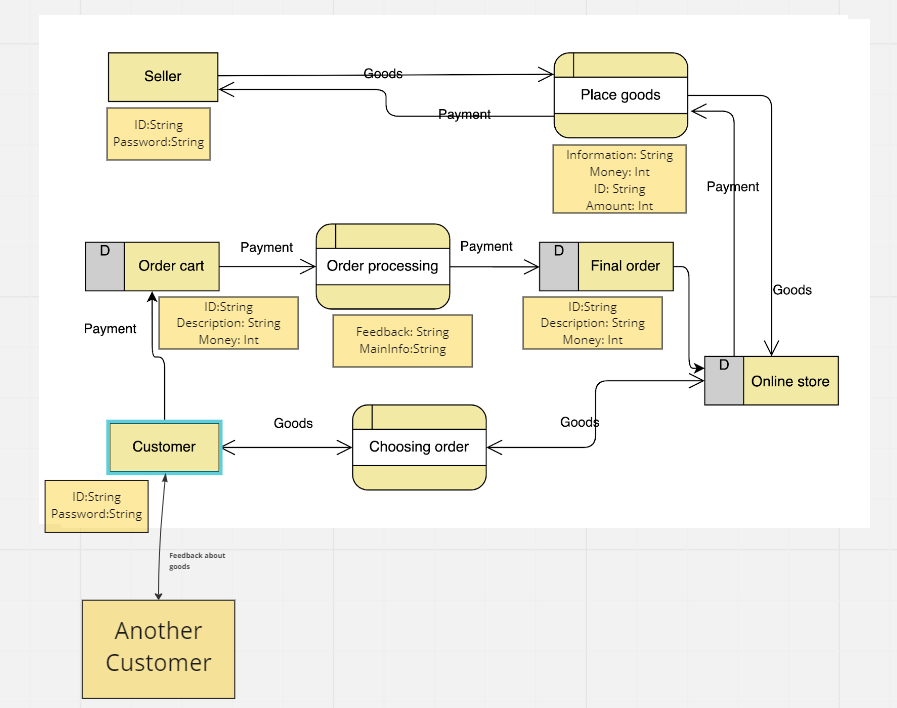 Seller
Goods
Place goods
Payment
ID:String
Password:String
Information: String
Money: Int
ID: String
Amount: Int
Payment
D
Order cart
Payment
Order processing
Payment
D
Final order
Goods
ID:String
Description: String
Money: Int
Feedback: String
MainInfo:String
ID:String
Description: String
Money: Int
Payment
D
Online store
Customer
Goods
Choosing order
Goods
ID:String
Password:String
Feedback about
goods
Another
Customer